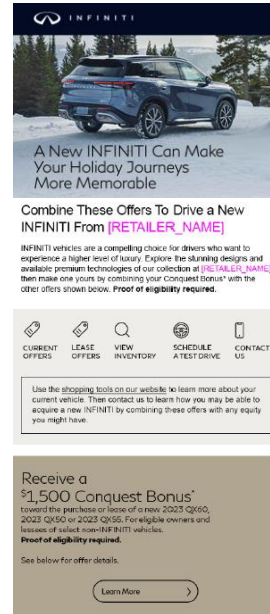 INFINITI
A New INFINITI Can Make
Your Holiday Journeys
More Memorable
Combine These Offers To Drive a New
INFINITI From [RETAILER_NAME]
INFINITI vehicles are a compelling choice for drivers who want to
experience a higher level of luxury. Explore the stunning designs and
available premium technologies of our collection at [RETAILER_NAME]
then make one yours by combining your Conquest Bonus* with the
other offers shown below. Proof of eligibility required.
CURRENT
OFFERS
LEASE
OFFERS
VIEW
INVENTORY
SCHEDULE
A TEST DRIVE
CONTACT
US
Use the shopping tools on our website to learn more about your
current vehicle. Then contact us to learn how you may be able to
acquire a new INFINITI by combining these offers with any equity
you might have.
Receive a
$1,500 Conquest Bonus*
toward the purchase or lease of a new 2023 QX60,
2023 QX50 or 2023 QX55. For eligible owners and
lessees of select non-INFINITI vehicles.
Proof of eligibility required.
See below for offer details.
Learn More